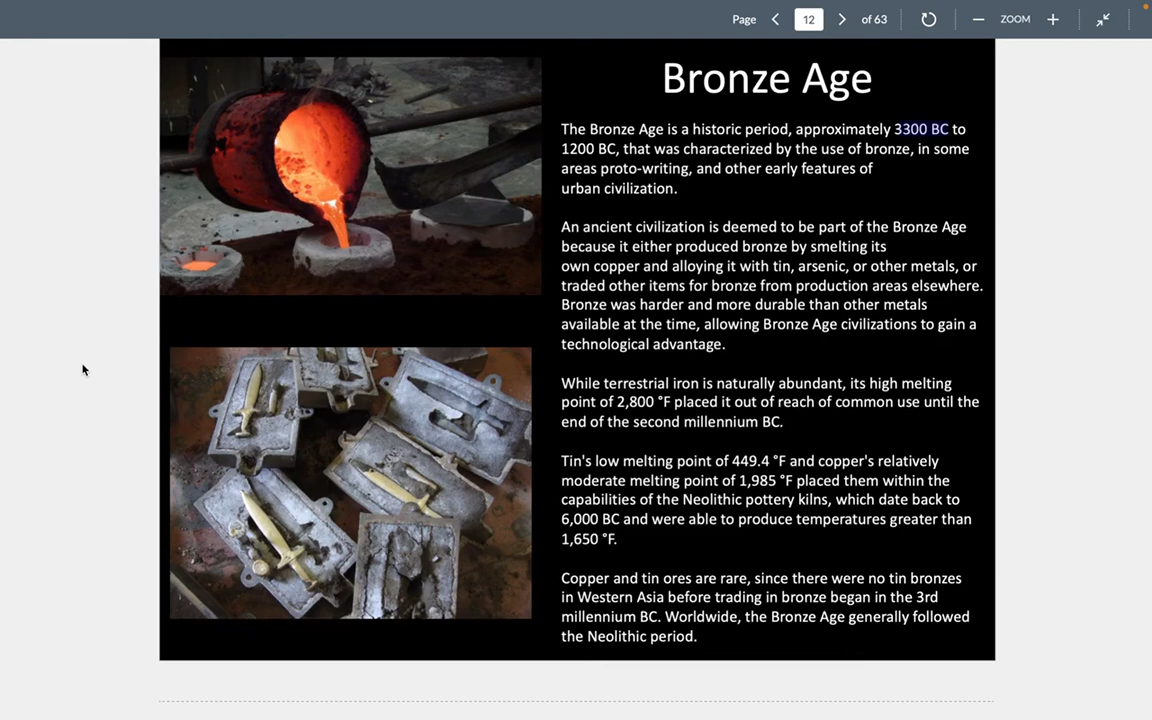 Page 12 of 63 ZOOM
Bronze Age
The Bronze Age is a historic period, approximately 3300 BC to
1200 BC, that was characterized by the use of bronze, in some
areas proto-writing, and other early features of
urban civilization.
An ancient civilization is deemed to be part of the Bronze Age
because it either produced bronze by smelting its
own copper and alloying it with tin, arsenic, or other metals, or
traded other items for bronze from production areas elsewhere.
Bronze was harder and more durable than other metals
available at the time, allowing Bronze Age civilizations to gain a
technological advantage.
While terrestrial iron is naturally abundant, its high melting
point of 2,800 °F placed it out of reach of common use until the
end of the second millennium BC.
Tin's low melting point of 449.4 °F and copper's relatively
moderate melting point of 1,985 °F placed them within the
capabilities of the Neolithic pottery kilns, which date back to
6,000 BC and were able to produce temperatures greater than
1,650 °F.
Copper and tin ores are rare, since there were no tin bronzes
in Western Asia before trading in bronze began in the 3rd
millennium BC. Worldwide, the Bronze Age generally followed
the Neolithic period.